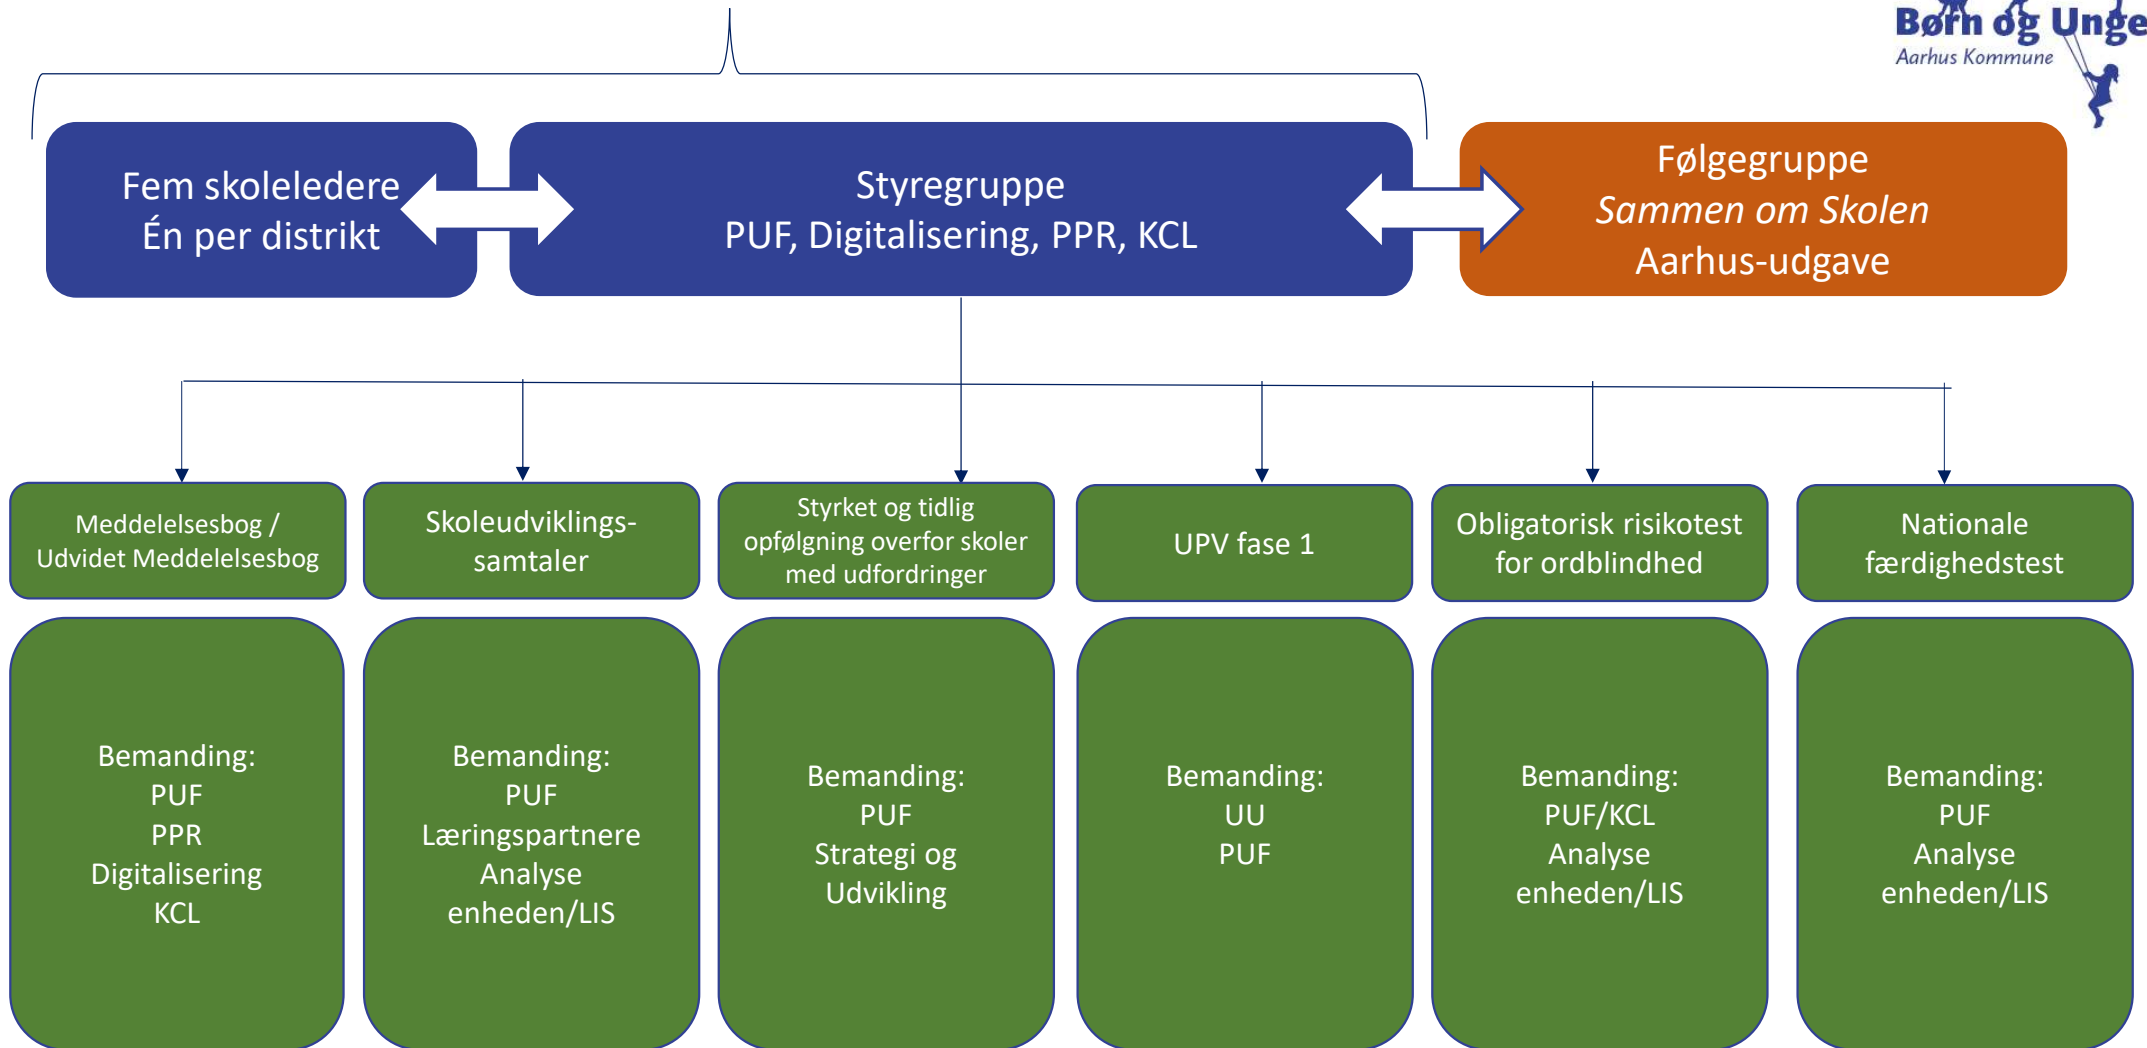 Børn og Unge
Aarhus Kommune
Fem skoleledere
Én per distrikt
Styregruppe
PUF, Digitalisering, PPR, KCL
Følgegruppe
Sammen om Skolen
Aarhus-udgave
Meddelelsesbog /
Udvidet Meddelelsesbog
Skoleudviklings-
samtaler
Styrket og tidlig
opfølgning overfor skoler
med udfordringer
UPV fase 1
Obligatorisk risikotest
for ordblindhed
Nationale
færdighedstest
Bemanding:
PUF
PPR
Digitalisering
KCL
Bemanding:
PUF
Læringspartnere
Analyse
enheden/LIS
Bemanding:
PUF
Strategi og
Udvikling
Bemanding:
UU
PUF
Bemanding:
PUF/KCL
Analyse
enheden/LIS
Bemanding:
PUF
Analyse
enheden/LIS